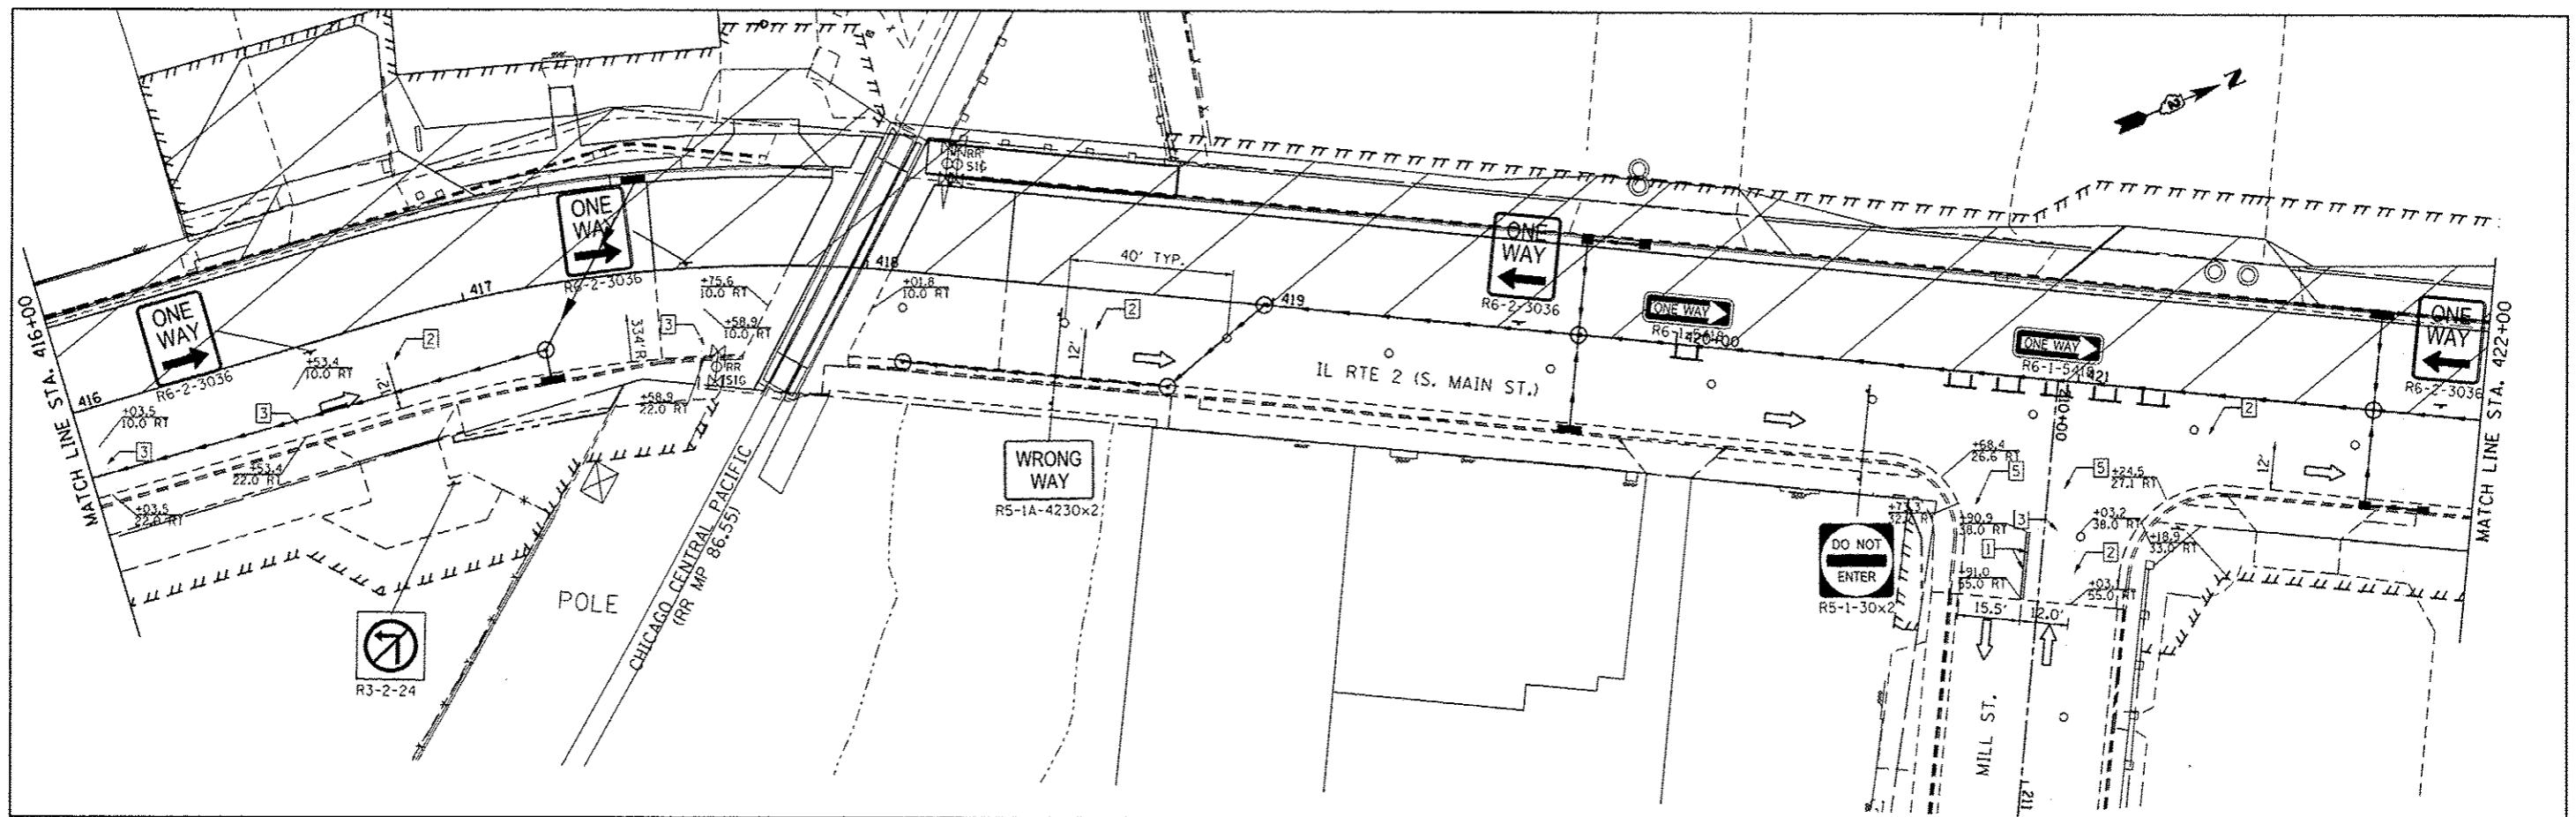 MATCH LINE STA. 416+00
416
+03.5
10.0 RT
3
+03.5
22.0 RT
ONE
WAY
R6-2-3036
+53.4
10.0 RT
3
+53.4
22.0 RT
12'
2
417
ONE
WAY
R6-2-3036
3
+75.6
10.0 RT
+58.9
10.0 RT
RR
SIG
+58.9
22.0 RT
R3-2-24
POLE
CHICAGO CENTRAL PACIFIC
(RR MP 86.55)
RR
SIG
418
+01.8
10.0 RT
40' TYP.
2
12'
419
WRONG
WAY
R5-1A-4230x2
ONE
WAY
R6-2-3036
IL RTE 2 (S. MAIN ST.)
ONE WAY
R6-1-5418
420+00
ONE WAY
R6-1-5418
421
N
2
ONE
WAY
R6-2-3036
MATCH LINE STA. 422+00
2
12'
+68.4
26.6 RT
5
5
+24.5
27.1 RT
DO NOT
ENTER
R5-1-30x2
+90.9
38.0 RT
3
+03.2
38.0 RT
+18.9
33.0 RT
1
2
+91.0
55.0 RT
+03.1
55.0 RT
15.5'
12.0'
MILL ST.
211